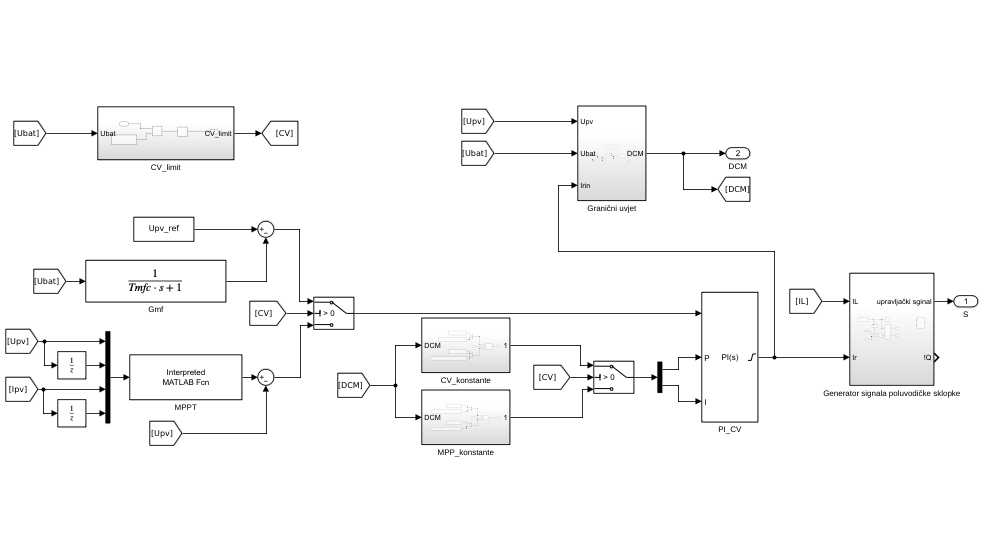 [Ubat]
Ubat
CV_limit
[CV]
CV_limit
[Upv]
[Ubat]
Upv
Ubat
Irin
DCM
2
DCM
[DCM]
Granični uvjet
Upv_ref
+
−
[Ubat]
1
Tmfc · s + 1
Gmf
[CV]
> 0
[Upv]
1
z
[Ipv]
1
z
Interpreted
MATLAB Fcn
MPPT
+
−
[Upv]
[DCM]
DCM
1
CV_konstante
DCM
1
MPP_konstante
[CV]
> 0
P
PI(s)
I
PI_CV
[IL]
IL
upravljački sginal
Ir
!Q
Generator signala poluvodičke sklopke
1
S